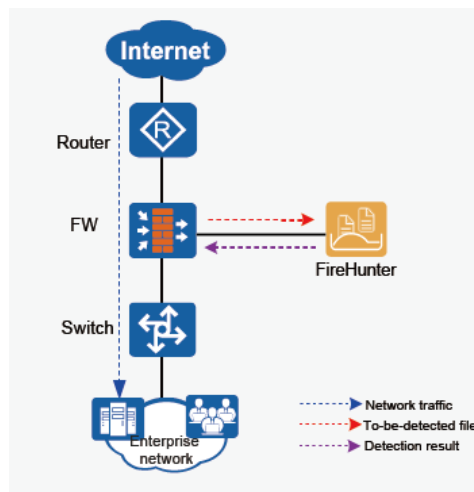 Internet
R
Router
FW
FireHunter
Switch
Enterprise
network
Network traffic
To-be-detected file
Detection result